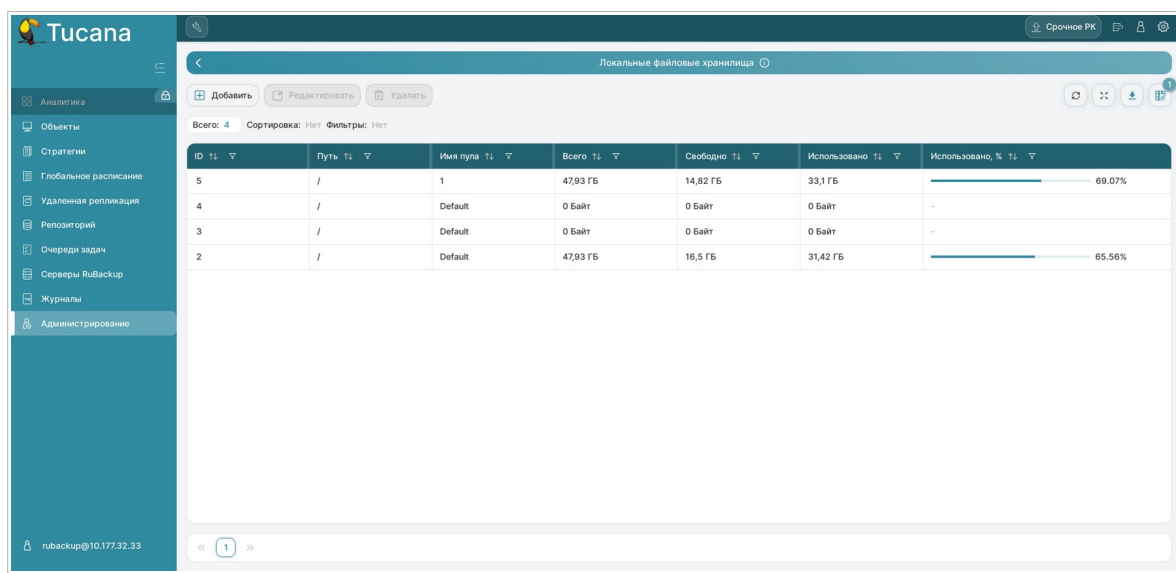 Tucana
Срочное РК
Локальные файловые хранилища
Аналитика
Объекты
Стратегии
Глобальное расписание
Удаленная репликация
Репозиторий
Очереди задач
Серверы RuBackup
Журналы
Администрирование
rubackup@10.177.32.33
Добавить Редактировать Удалить 1
Всего: 4 Сортировка: Нет Фильтры: Нет
ID Путь Имя пула Всего Свободно Использовано Использовано, %
5 / 1 47,93 ГБ 14,82 ГБ 33,1 ГБ 69.07%
4 / Default 0 Байт 0 Байт 0 Байт -
3 / Default 0 Байт 0 Байт 0 Байт -
2 / Default 47,93 ГБ 16,5 ГБ 31,42 ГБ 65.56%
« 1 »